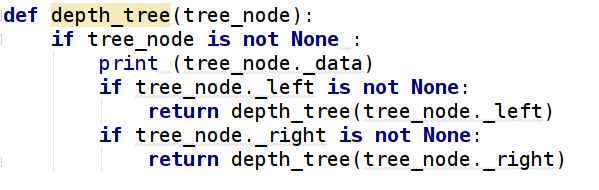 def depth_tree(tree_node):
    if tree_node is not None :
        print (tree_node._data)
        if tree_node._left is not None:
            return depth_tree(tree_node._left)
        if tree_node._right is not None:
            return depth_tree(tree_node._right)